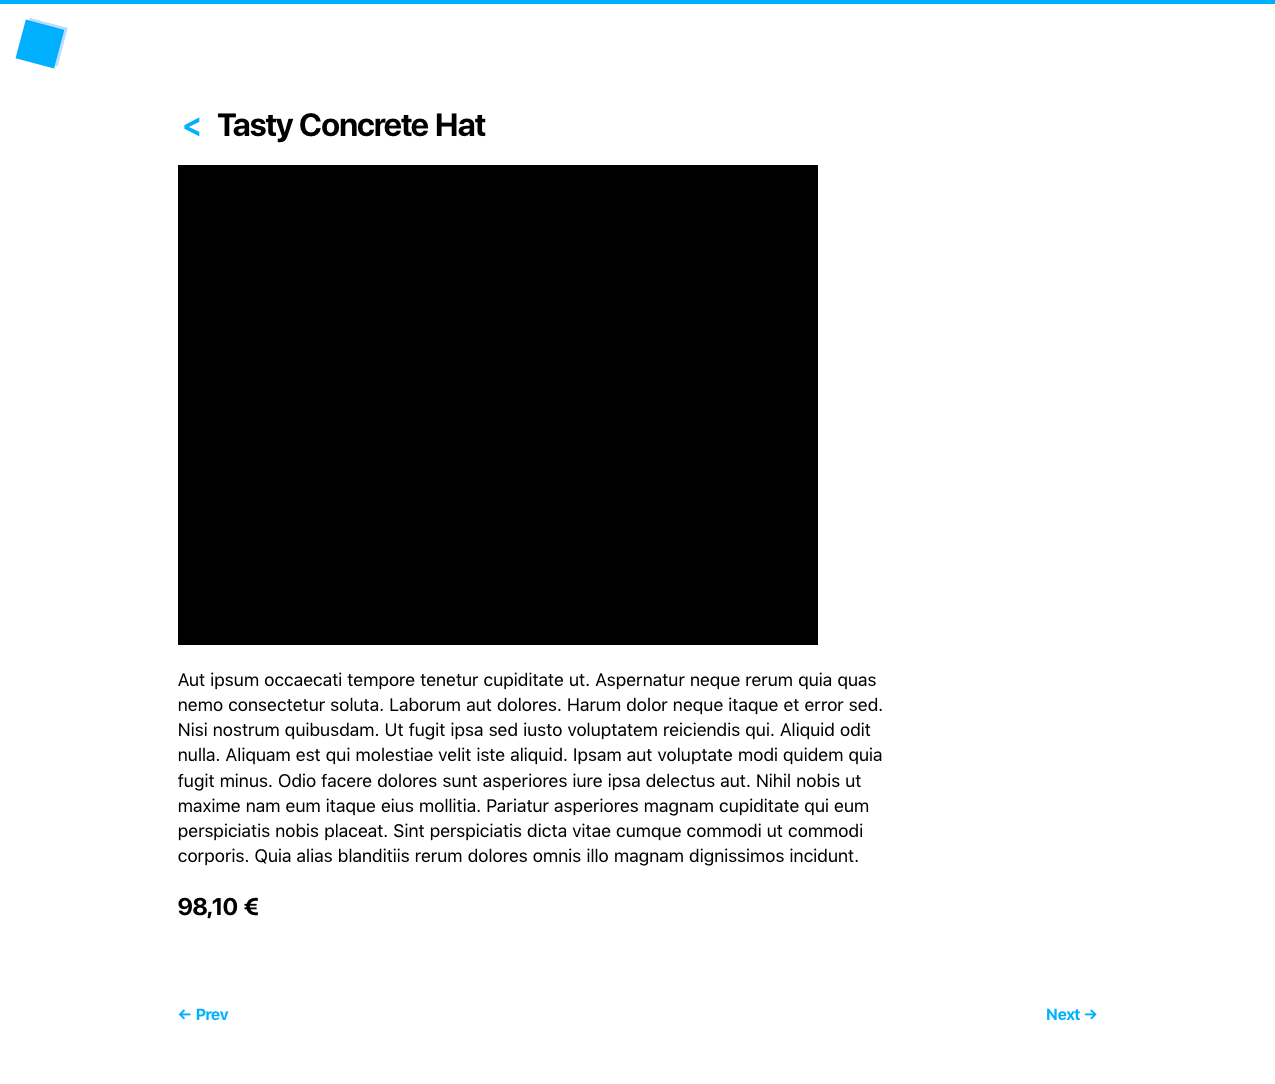 < Tasty Concrete Hat
Aut ipsum occaecati tempore tenetur cupiditate ut. Aspernatur neque rerum quia quas
nemo consectetur soluta. Laborum aut dolores. Harum dolor neque itaque et error sed.
Nisi nostrum quibusdam. Ut fugit ipsa sed iusto voluptatem reiciendis qui. Aliquid odit
nulla. Aliquam est qui molestiae velit iste aliquid. Ipsam aut voluptate modi quidem quia
fugit minus. Odio facere dolores sunt asperiores iure ipsa delectus aut. Nihil nobis ut
maxime nam eum itaque eius mollitia. Pariatur asperiores magnam cupiditate qui eum
perspiciatis nobis placeat. Sint perspiciatis dicta vitae cumque commodi ut commodi
corporis. Quia alias blanditiis rerum dolores omnis illo magnam dignissimos incidunt.
98,10 €
← Prev
Next →